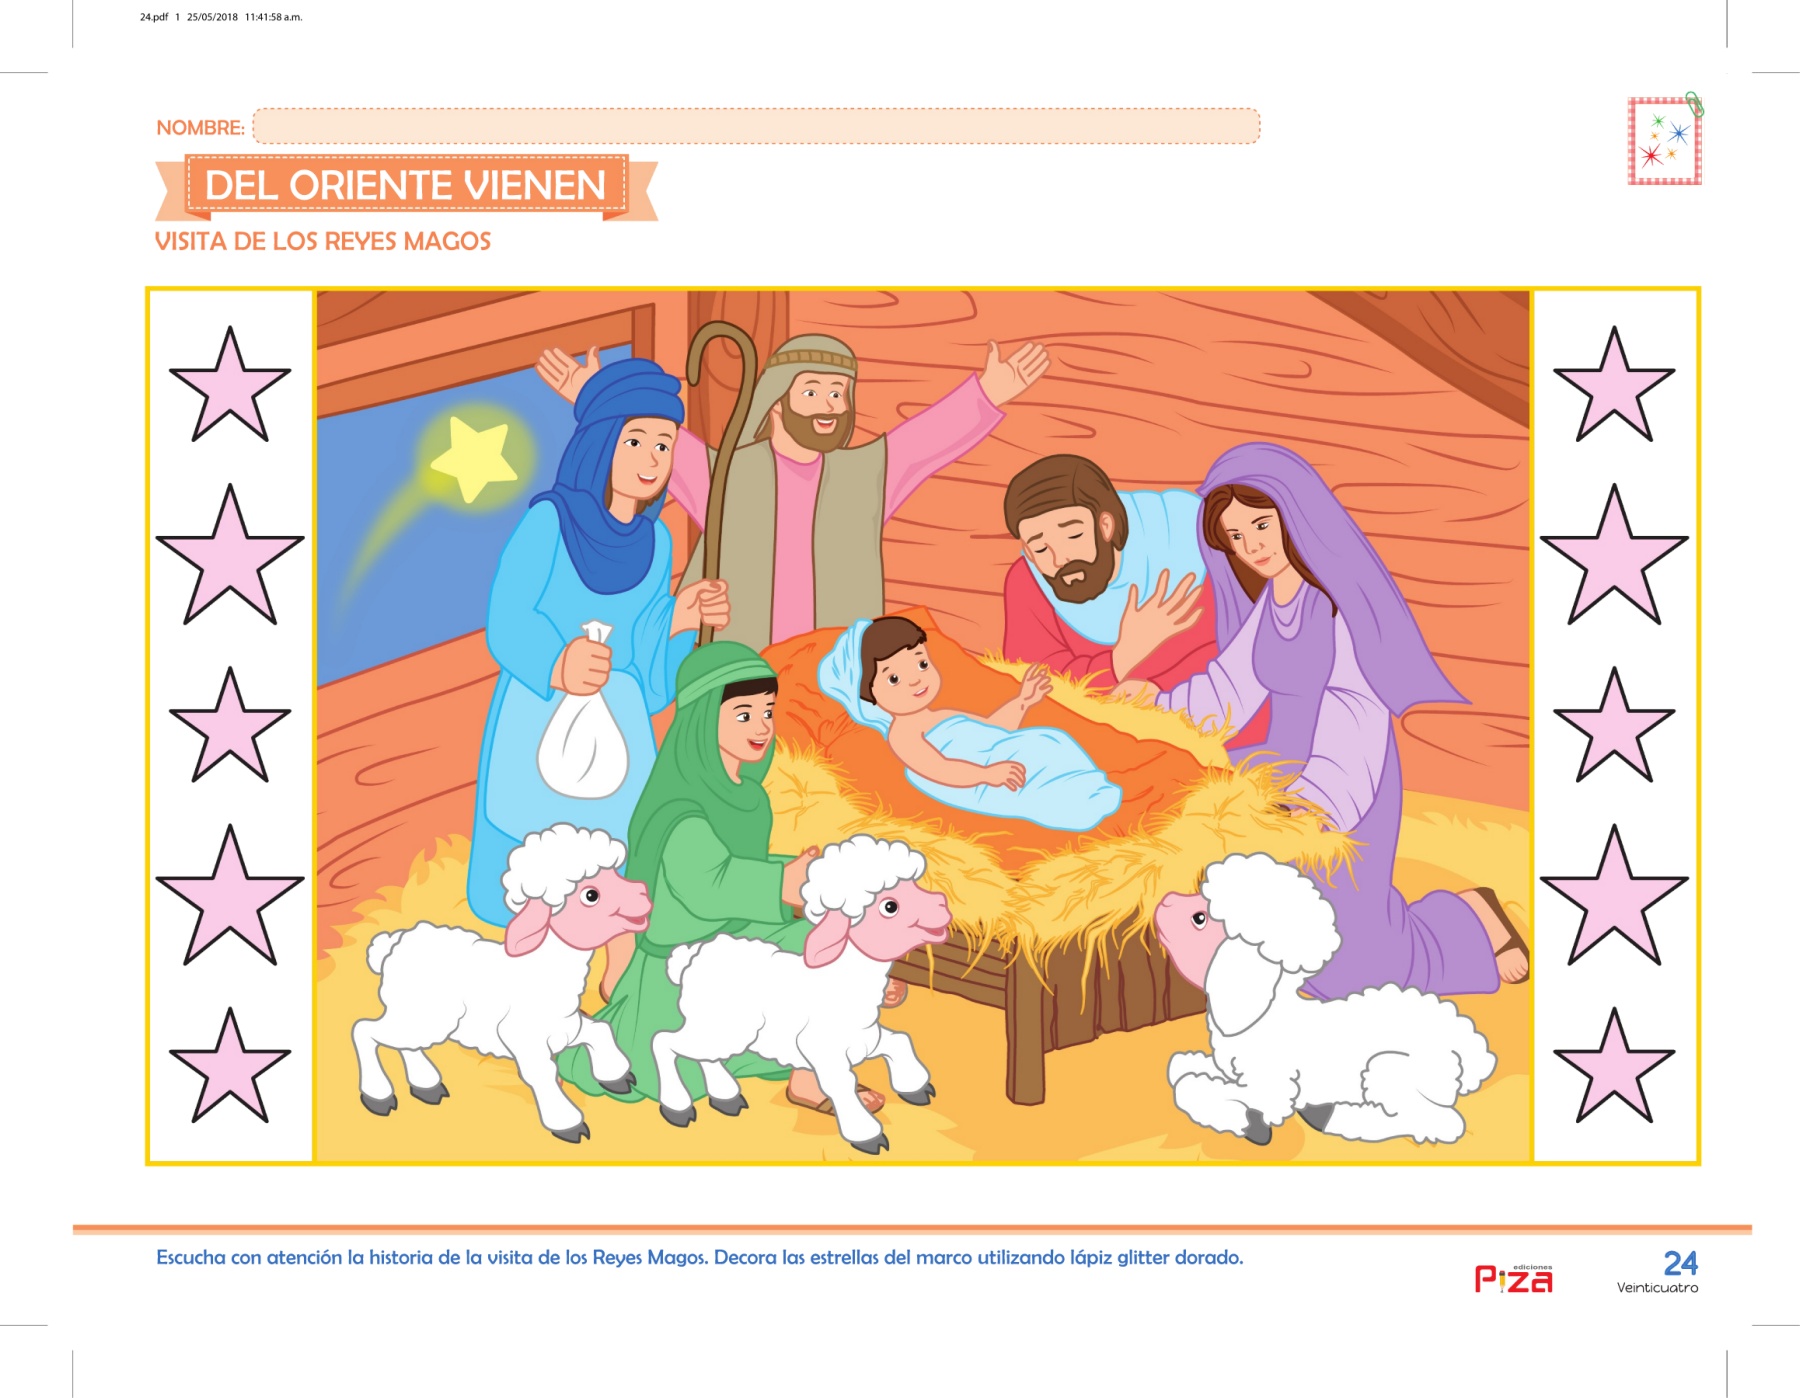 24.pdf 1 25/05/2018 11:41:58 a.m.
NOMBRE:
DEL ORIENTE VIENEN
VISITA DE LOS REYES MAGOS
Escucha con atención la historia de la visita de los Reyes Magos. Decora las estrellas del marco utilizando lápiz glitter dorado.
ediciones
Piza
24
Veinticuatro